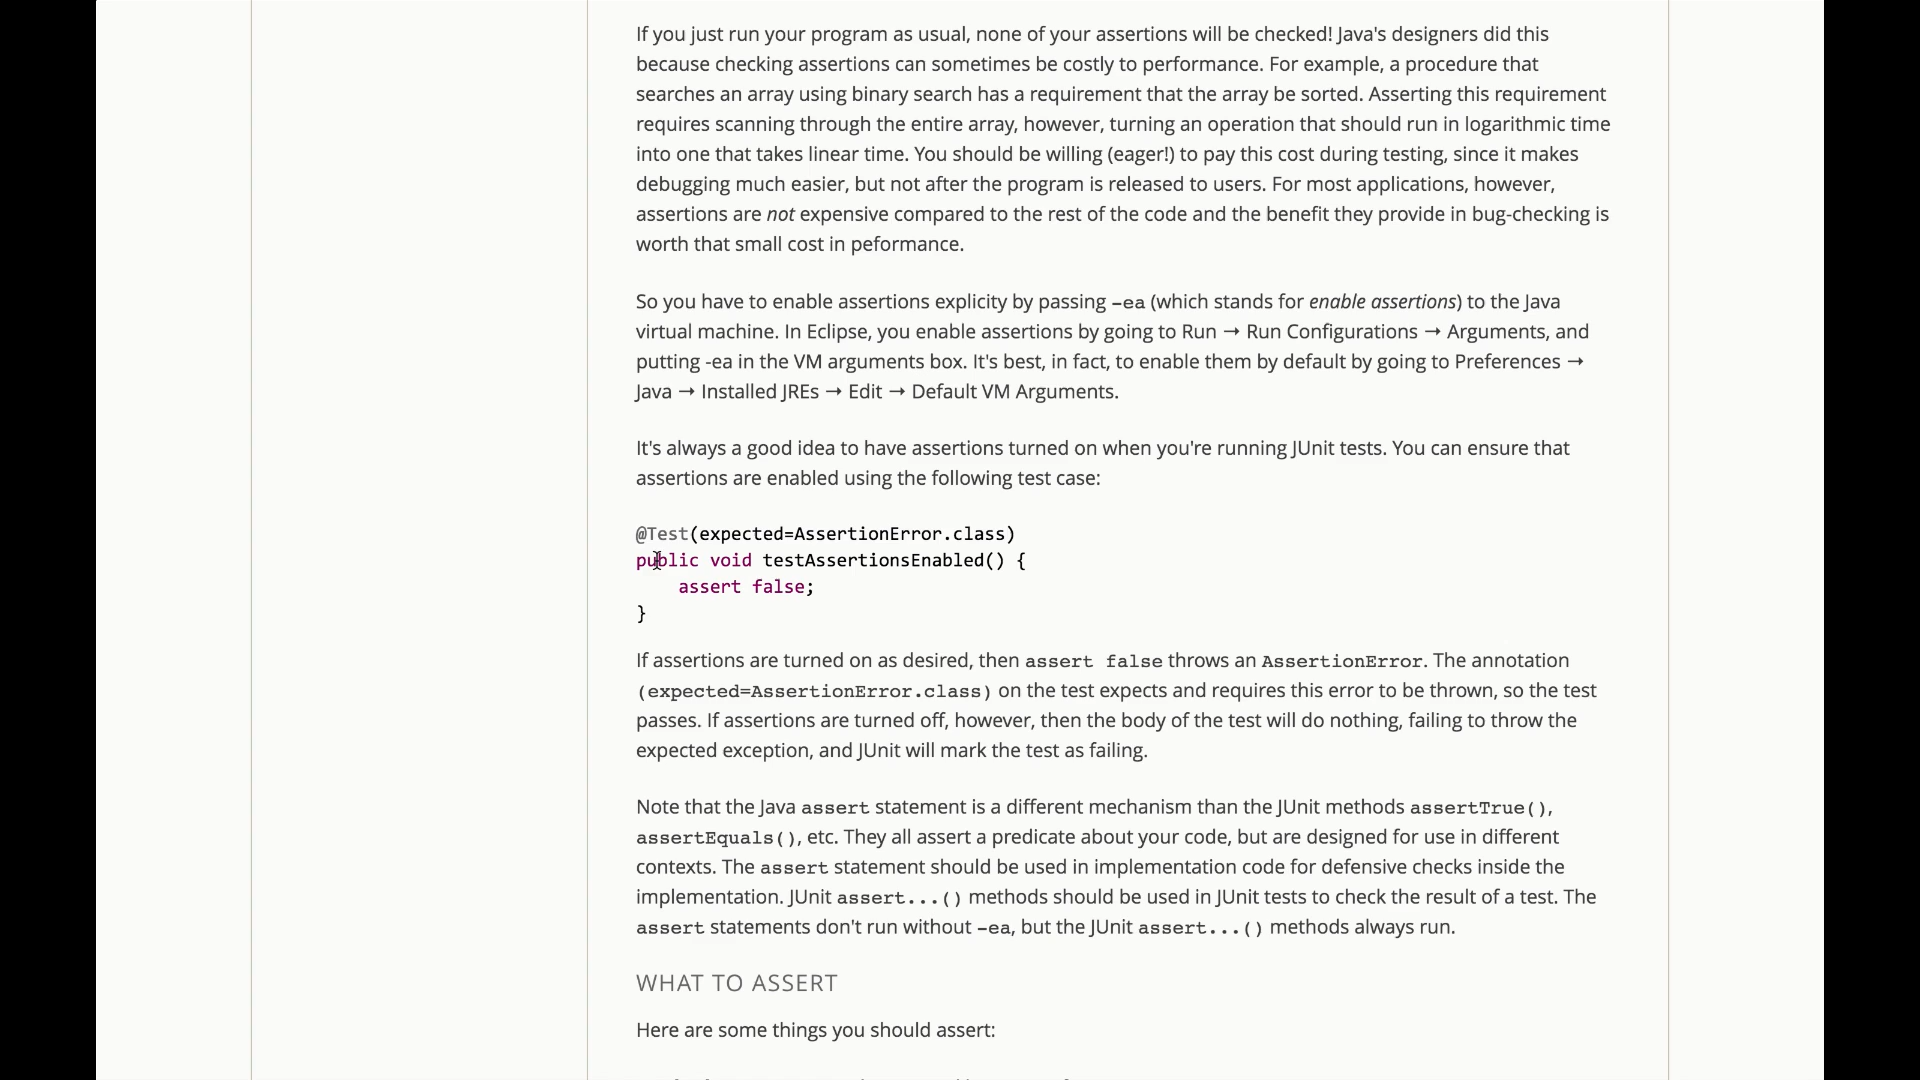 If you just run your program as usual, none of your assertions will be checked! Java's designers did this
because checking assertions can sometimes be costly to performance. For example, a procedure that
searches an array using binary search has a requirement that the array be sorted. Asserting this requirement
requires scanning through the entire array, however, turning an operation that should run in logarithmic time
into one that takes linear time. You should be willing (eager!) to pay this cost during testing, since it makes
debugging much easier, but not after the program is released to users. For most applications, however,
assertions are not expensive compared to the rest of the code and the benefit they provide in bug-checking is
worth that small cost in peformance.
So you have to enable assertions explicity by passing -ea (which stands for enable assertions) to the Java
virtual machine. In Eclipse, you enable assertions by going to Run → Run Configurations → Arguments, and
putting -ea in the VM arguments box. It's best, in fact, to enable them by default by going to Preferences →
Java → Installed JREs → Edit → Default VM Arguments.
It's always a good idea to have assertions turned on when you're running JUnit tests. You can ensure that
assertions are enabled using the following test case:
@Test(expected=AssertionError.class)
public void testAssertionsEnabled() {
    assert false;
}
If assertions are turned on as desired, then assert false throws an AssertionError. The annotation
(expected=AssertionError.class) on the test expects and requires this error to be thrown, so the test
passes. If assertions are turned off, however, then the body of the test will do nothing, failing to throw the
expected exception, and JUnit will mark the test as failing.
Note that the Java assert statement is a different mechanism than the JUnit methods assertTrue(),
assertEquals(), etc. They all assert a predicate about your code, but are designed for use in different
contexts. The assert statement should be used in implementation code for defensive checks inside the
implementation. JUnit assert...() methods should be used in JUnit tests to check the result of a test. The
assert statements don't run without -ea, but the JUnit assert...() methods always run.
WHAT TO ASSERT
Here are some things you should assert: